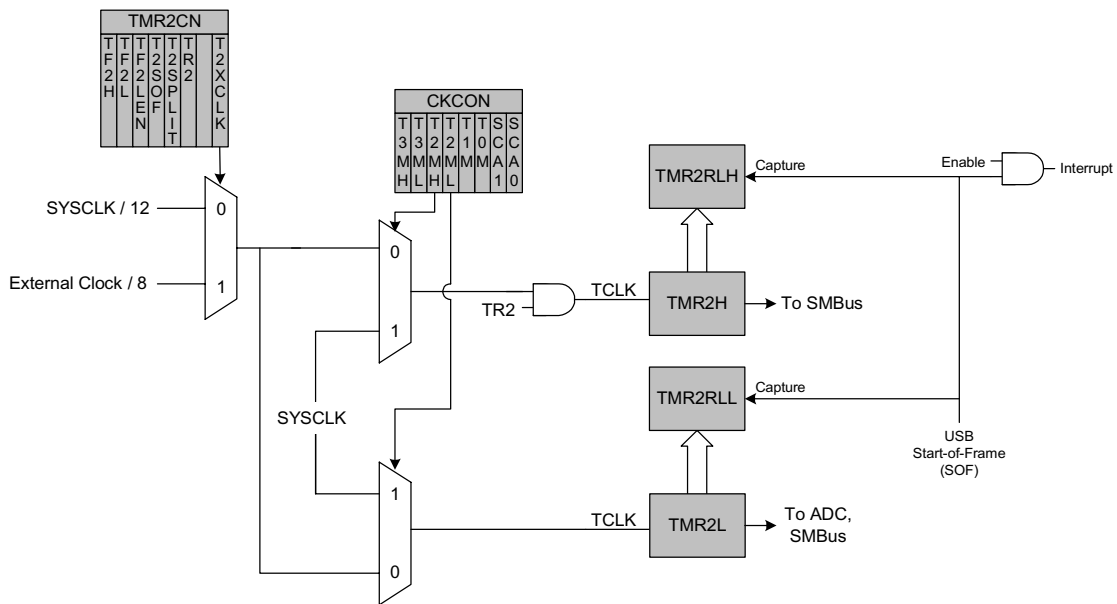 TMR2CN
TF2H
TF2L
TF2LEN
T2SOF
T2SPLIT
TR2
T2XCLK
CKCON
T3MH
T3ML
T2MH
T2ML
T1M
T0M
SCA1
SCA0
SYSCLK / 12
0
External Clock / 8
1
0
1
TR2
TCLK
TMR2RLH
Capture
Enable
Interrupt
TMR2H
To SMBus
SYSCLK
TMR2RLL
Capture
USB
Start-of-Frame
(SOF)
1
0
TCLK
TMR2L
To ADC,
SMBus